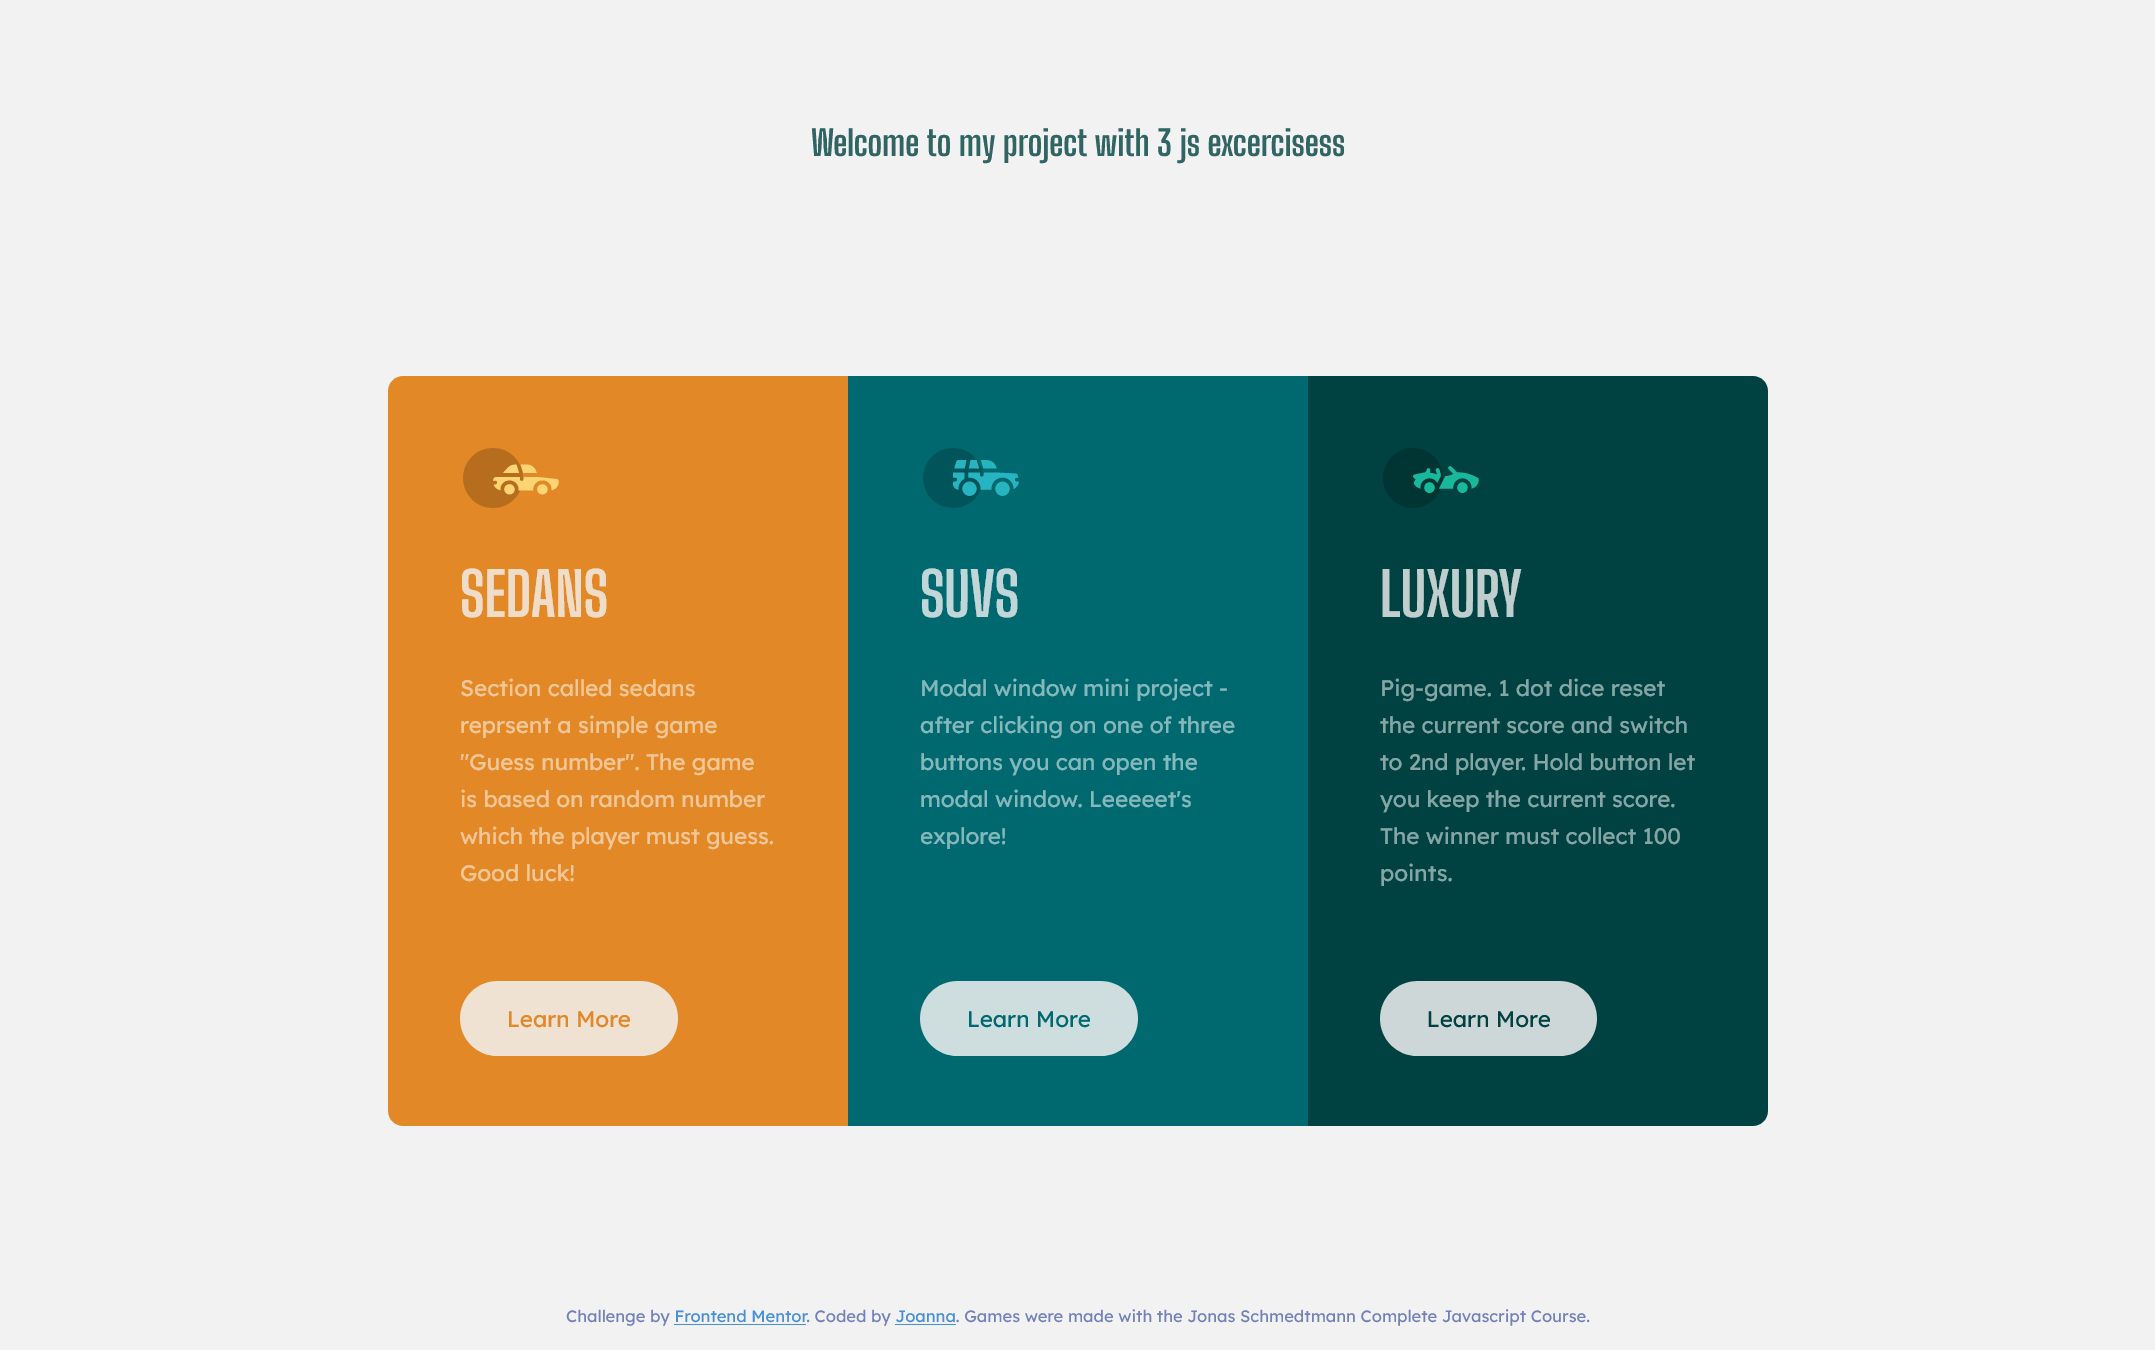 Welcome to my project with 3 js excercisess
SEDANS
Section called sedans
reprsent a simple game
"Guess number". The game
is based on random number
which the player must guess.
Good luck!
Learn More
SUVS
Modal window mini project -
after clicking on one of three
buttons you can open the
modal window. Leeeeet's
explore!
Learn More
LUXURY
Pig-game. 1 dot dice reset
the current score and switch
to 2nd player. Hold button let
you keep the current score.
The winner must collect 100
points.
Learn More
Challenge by Frontend Mentor. Coded by Joanna. Games were made with the Jonas Schmedtmann Complete Javascript Course.